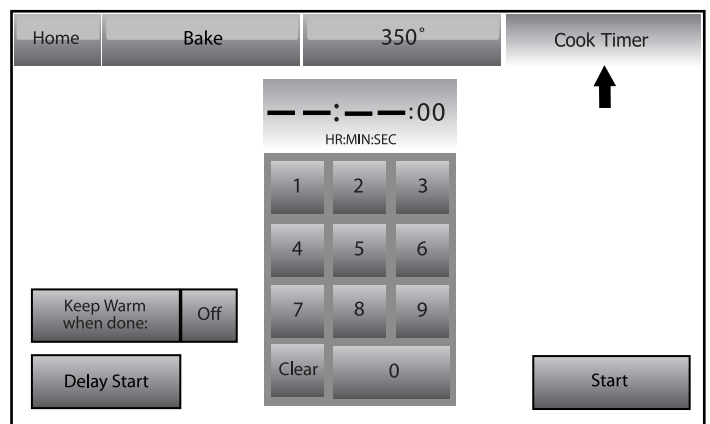 Home
Bake
350°
Cook Timer
— —:— —:00
HR:MIN:SEC
1 2 3
4 5 6
7 8 9
Clear 0
Keep Warm
when done:
Off
Delay Start
Start